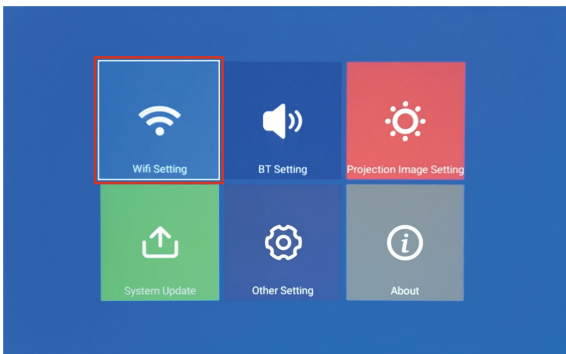 Wifi Setting
BT Setting
Projection Image Setting
System Update
Other Setting
About